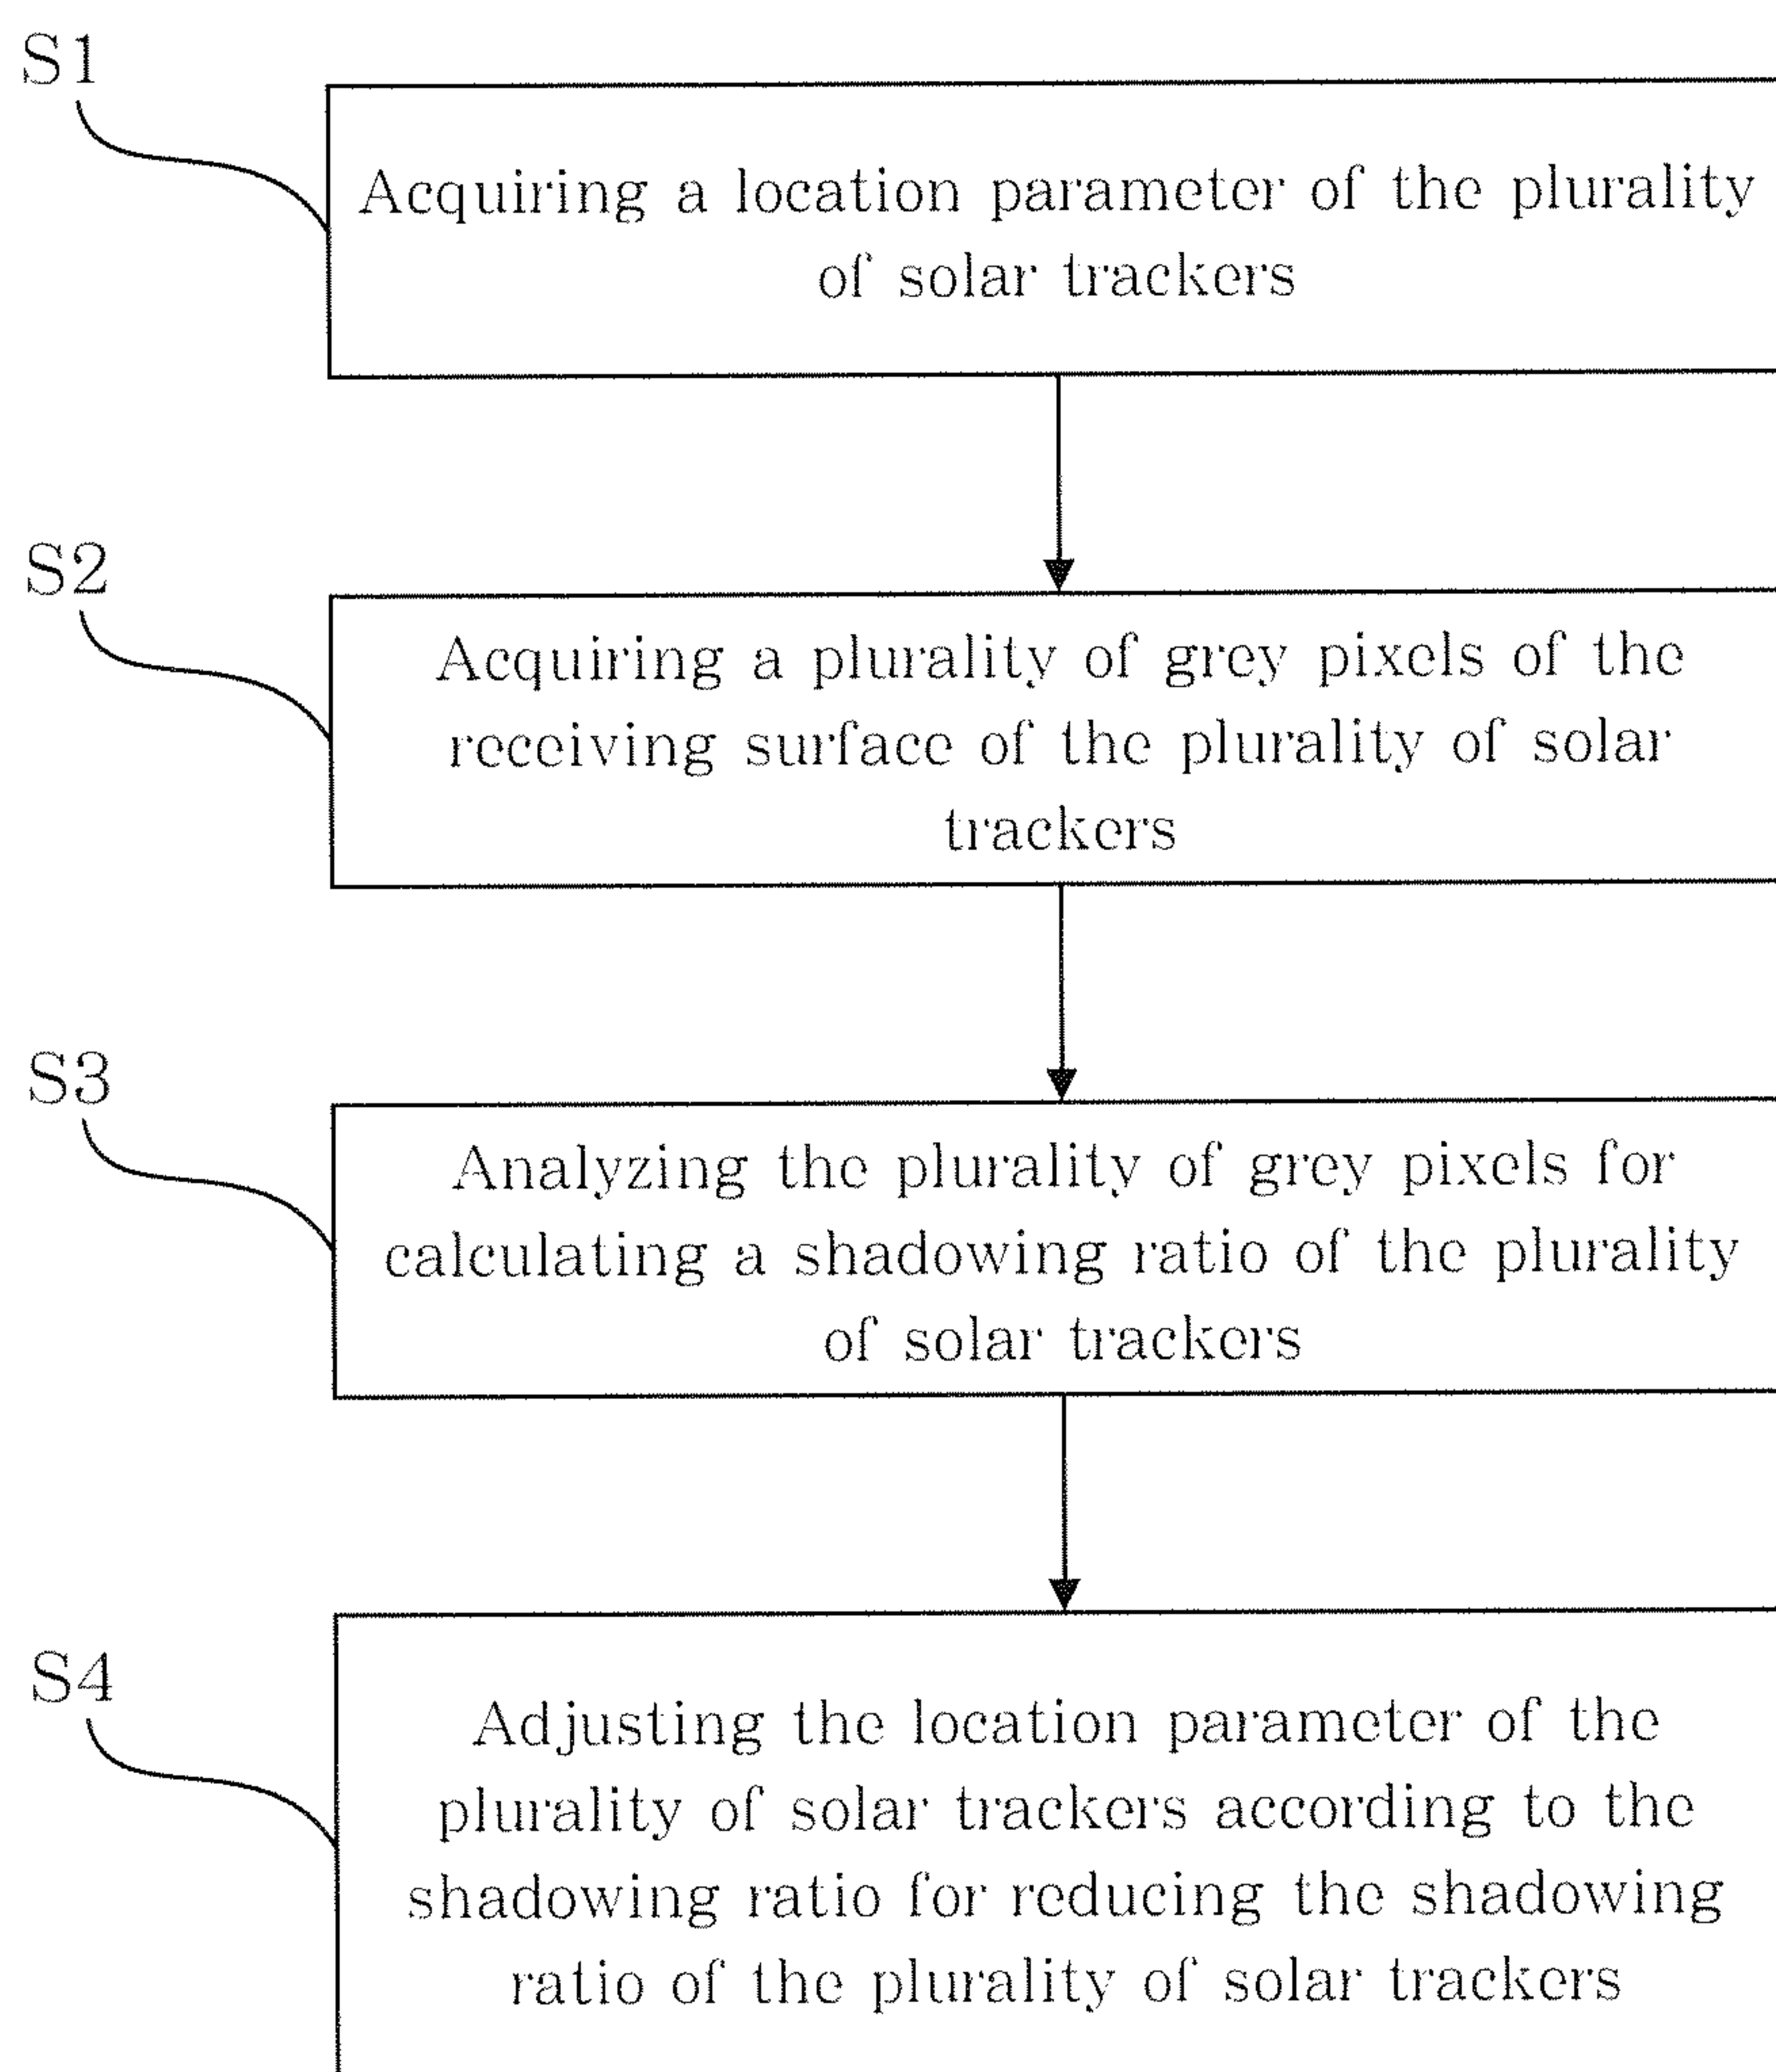 S1
Acquiring a location parameter of the plurality
of solar trackers
S2
Acquiring a plurality of grey pixels of the
receiving surface of the plurality of solar
trackers
S3
Analyzing the plurality of grey pixels for
calculating a shadowing ratio of the plurality
of solar trackers
S4
Adjusting the location parameter of the
plurality of solar trackers according to the
shadowing ratio for reducing the shadowing
ratio of the plurality of solar trackers